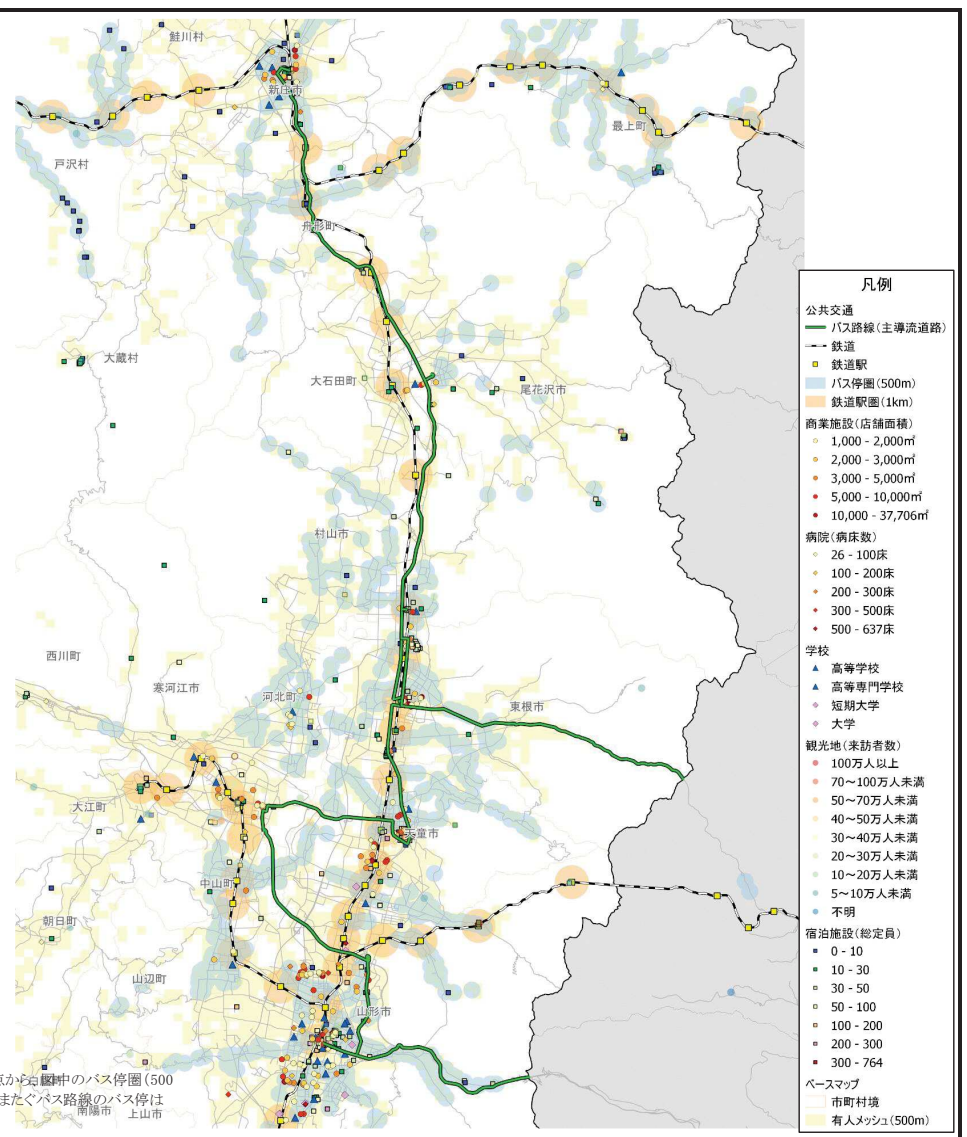 鮭川村
新庄市
最上町
戸沢村
舟形町
大蔵村
大石田町
尾花沢市
村山市
西川町
寒河江市
河北町
東根市
大江町
天童市
中山町
朝日町
山辺町
山形市
点から、図中のバス停圏(500
またぐバス路線のバス停は
南陽市
上山市
凡例
公共交通
バス路線(主導流道路)
鉄道
鉄道駅
バス停圏(500m)
鉄道駅圏(1km)
商業施設(店舗面積)
1,000 - 2,000㎡
2,000 - 3,000㎡
3,000 - 5,000㎡
5,000 - 10,000㎡
10,000 - 37,706㎡
病院(病床数)
26 - 100床
100 - 200床
200 - 300床
300 - 500床
500 - 637床
学校
高等学校
高等専門学校
短期大学
大学
観光地(来訪者数)
100万人以上
70～100万人未満
50～70万人未満
40～50万人未満
30～40万人未満
20～30万人未満
10～20万人未満
5～10万人未満
不明
宿泊施設(総定員)
0 - 10
10 - 30
30 - 50
50 - 100
100 - 200
200 - 300
300 - 764
ベースマップ
市町村境
有人メッシュ(500m)